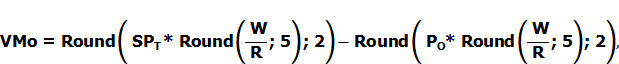 VMo = Round( SP_T* Round( W/R; 5); 2) – Round( P_O* Round( W/R; 5); 2),